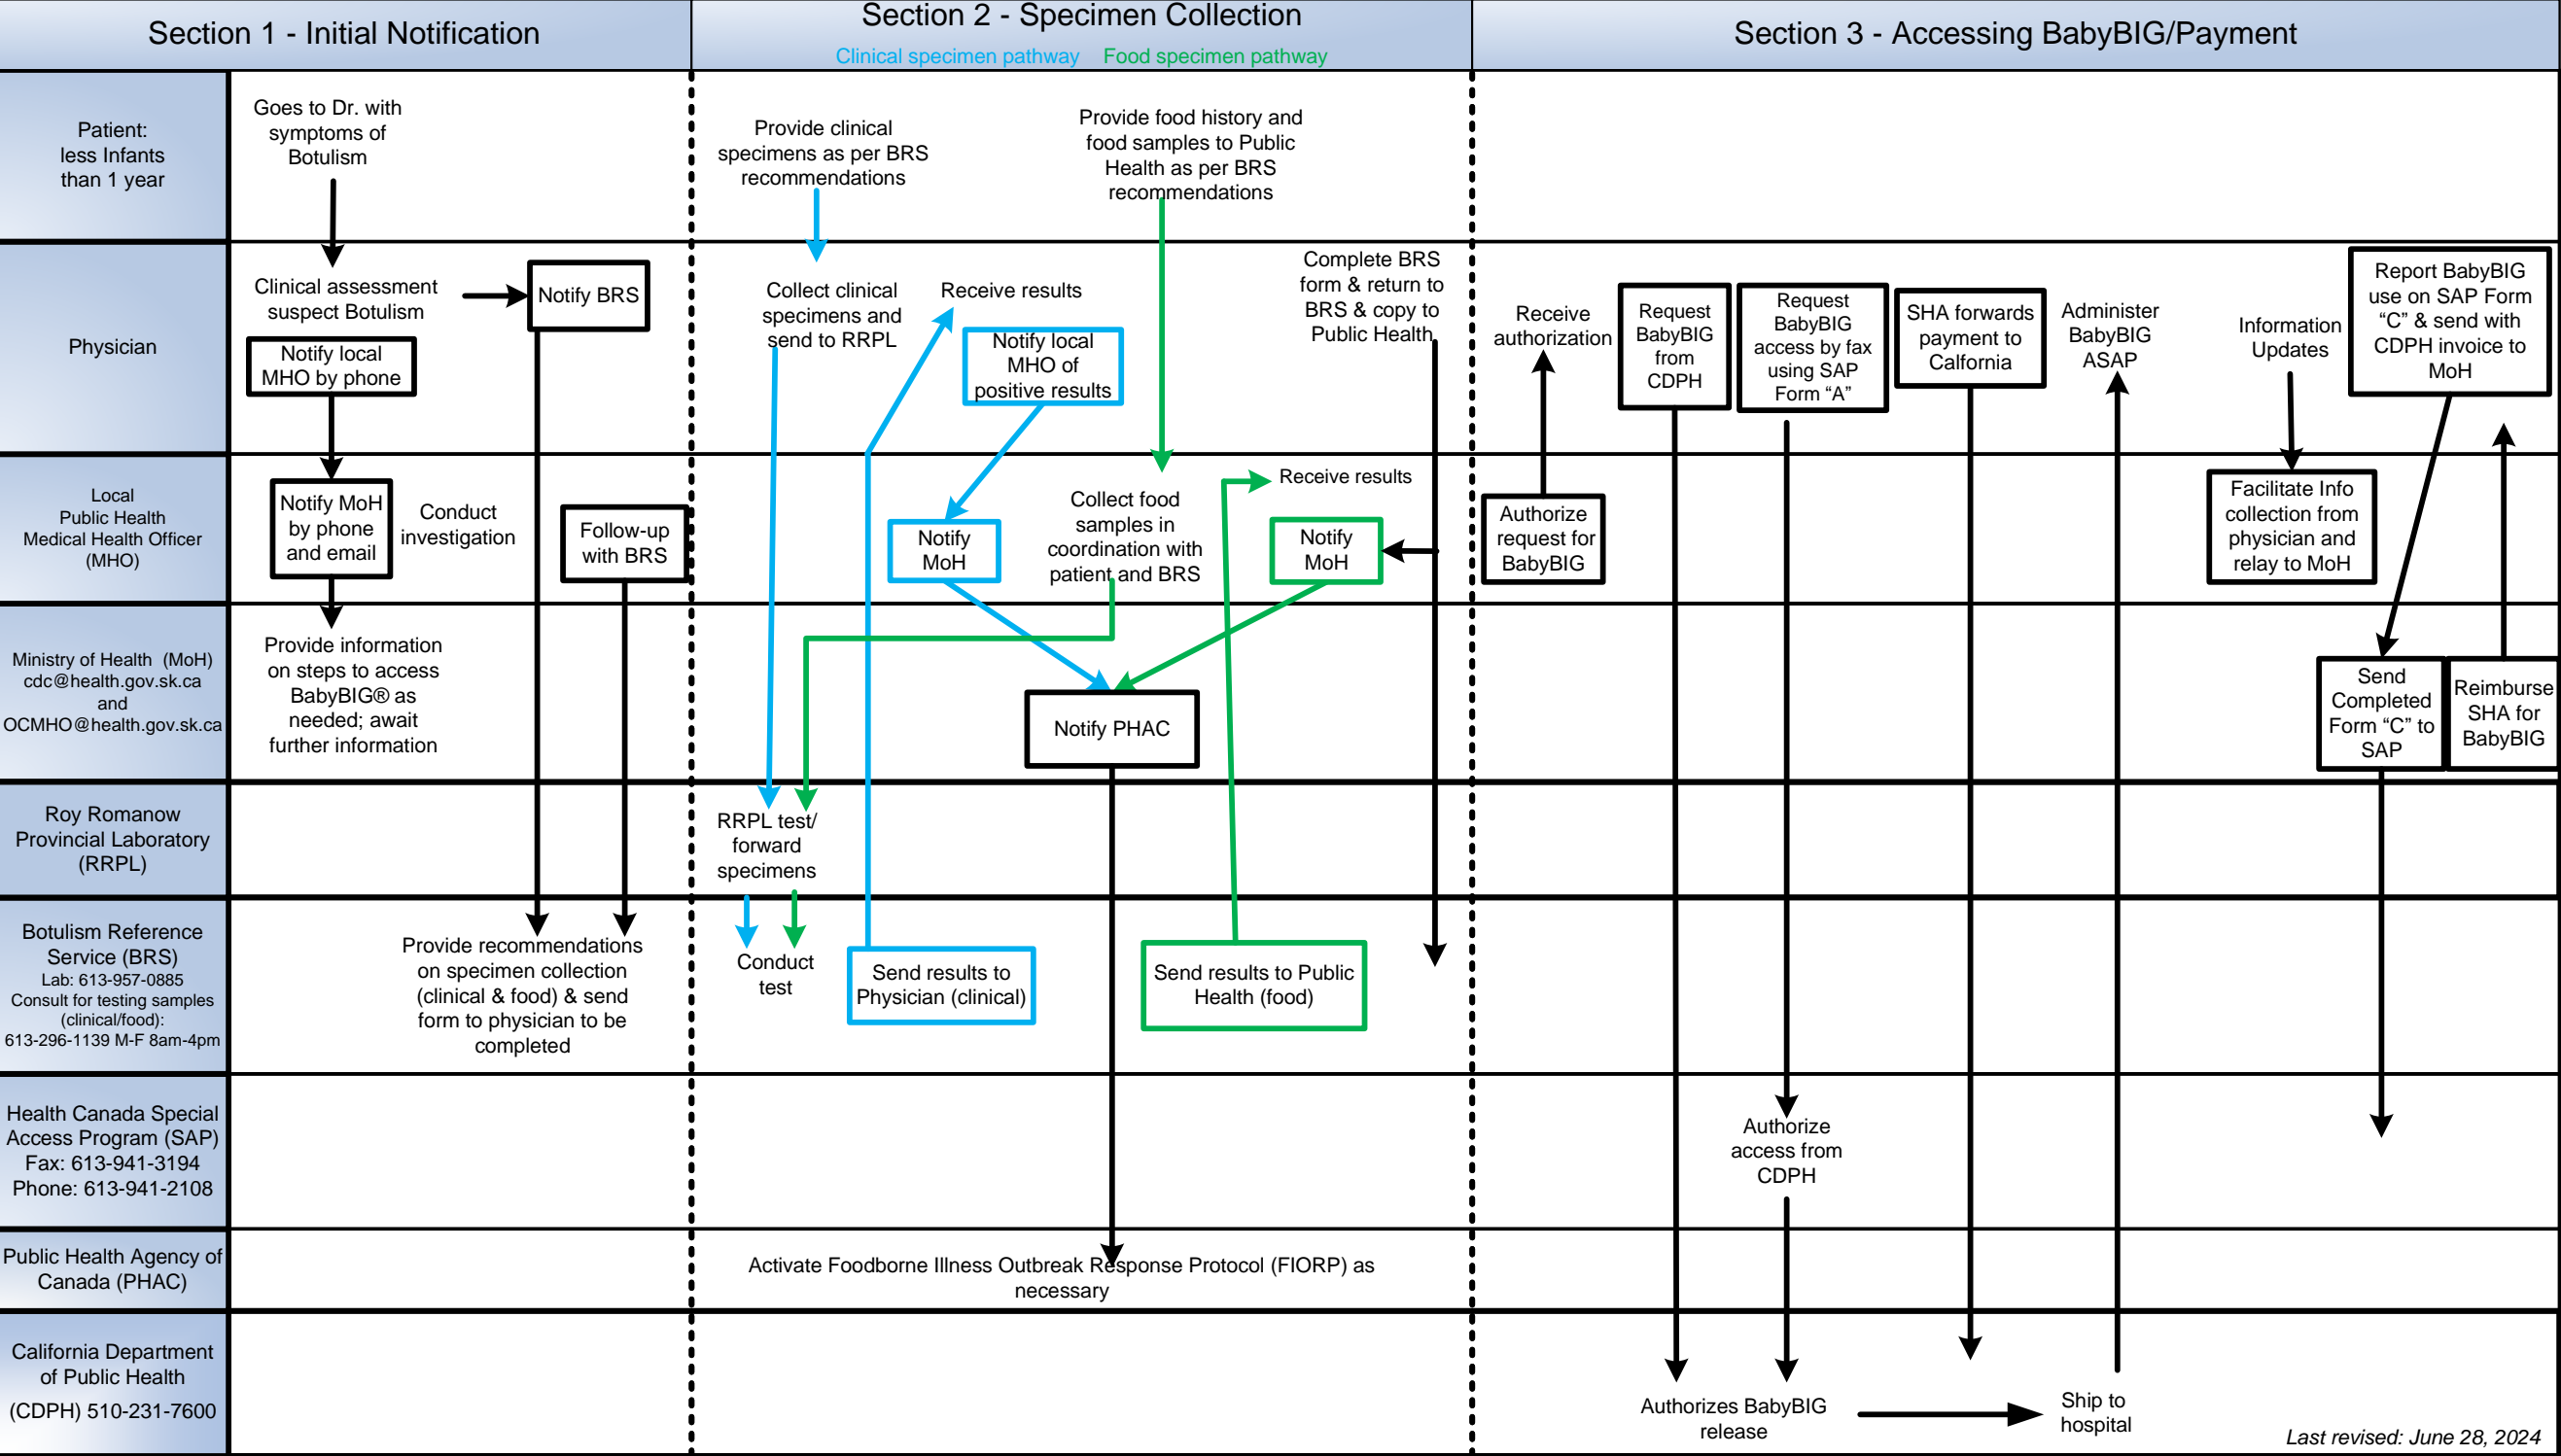 Section 1 - Initial Notification
Section 2 - Specimen Collection
Clinical specimen pathway
Food specimen pathway
Section 3 - Accessing BabyBIG/Payment
Patient:
less Infants
than 1 year
Goes to Dr. with
symptoms of
Botulism
Provide clinical
specimens as per BRS
recommendations
Provide food history and
food samples to Public
Health as per BRS
recommendations
Physician
Clinical assessment
suspect Botulism
Notify BRS
Notify local
MHO by phone
Collect clinical
specimens and
send to RRPL
Receive results
Notify local
MHO of
positive results
Complete BRS
form & return to
BRS & copy to
Public Health
Receive
authorization
Request
BabyBIG
from
CDPH
Request
BabyBIG
access by fax
using SAP
Form “A”
SHA forwards
payment to
Calfornia
Administer
BabyBIG
ASAP
Information
Updates
Report BabyBIG
use on SAP Form
“C” & send with
CDPH invoice to
MoH
Local
Public Health
Medical Health Officer
(MHO)
Notify MoH
by phone
and email
Conduct
investigation
Follow-up
with BRS
Notify
MoH
Collect food
samples in
coordination with
patient and BRS
Receive results
Notify
MoH
Authorize
request for
BabyBIG
Facilitate Info
collection from
physician and
relay to MoH
Ministry of Health (MoH)
cdc@health.gov.sk.ca
and
OCMHO@health.gov.sk.ca
Provide information
on steps to access
BabyBIG® as
needed; await
further information
Notify PHAC
Send
Completed
Form “C” to
SAP
Reimburse
SHA for
BabyBIG
Roy Romanow
Provincial Laboratory
(RRPL)
RRPL test/
forward
specimens
Botulism Reference
Service (BRS)
Lab: 613-957-0885
Consult for testing samples
(clinical/food):
613-296-1139 M-F 8am-4pm
Provide recommendations
on specimen collection
(clinical & food) & send
form to physician to be
completed
Conduct
test
Send results to
Physician (clinical)
Send results to Public
Health (food)
Health Canada Special
Access Program (SAP)
Fax: 613-941-3194
Phone: 613-941-2108
Authorize
access from
CDPH
Public Health Agency of
Canada (PHAC)
Activate Foodborne Illness Outbreak Response Protocol (FIORP) as
necessary
California Department
of Public Health
(CDPH) 510-231-7600
Authorizes BabyBIG
release
Ship to
hospital
Last revised: June 28, 2024